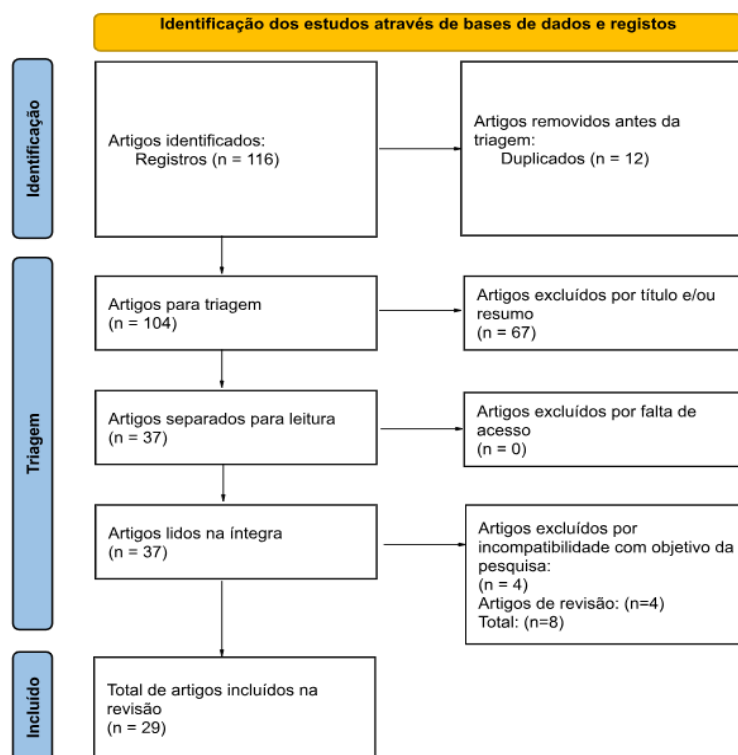 Identificação dos estudos através de bases de dados e registos
Identificação
Artigos identificados:
Registros (n = 116)
Artigos removidos antes da
triagem:
Duplicados (n = 12)
Triagem
Artigos para triagem
(n = 104)
Artigos excluídos por título e/ou
resumo
(n = 67)
Artigos separados para leitura
(n = 37)
Artigos excluídos por falta de
acesso
(n = 0)
Artigos lidos na íntegra
(n = 37)
Artigos excluídos por
incompatibilidade com objetivo da
pesquisa:
(n = 4)
Artigos de revisão: (n=4)
Total: (n=8)
Incluído
Total de artigos incluídos na
revisão
(n = 29)